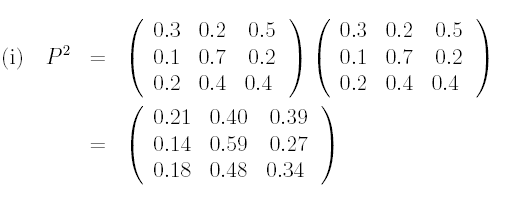 (i) P² = ( 0.3 0.2 0.5 ) ( 0.3 0.2 0.5 )
0.1 0.7 0.2 0.1 0.7 0.2
0.2 0.4 0.4 0.2 0.4 0.4
= ( 0.21 0.40 0.39 )
0.14 0.59 0.27
0.18 0.48 0.34